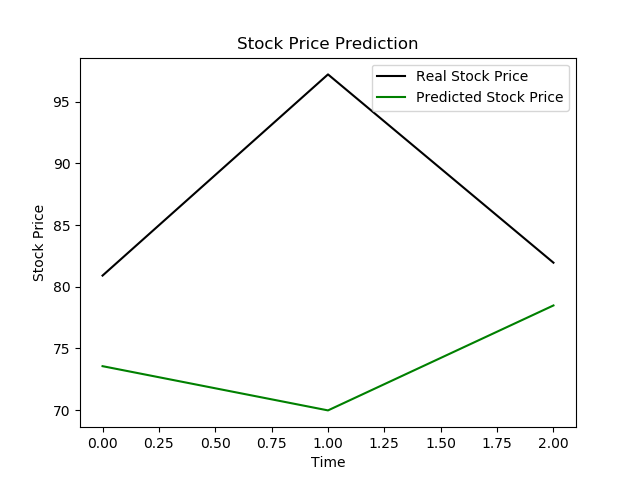 Stock Price Prediction
Real Stock Price
Predicted Stock Price
Stock Price
95
90
85
80
75
70
0.00 0.25 0.50 0.75 1.00 1.25 1.50 1.75 2.00
Time